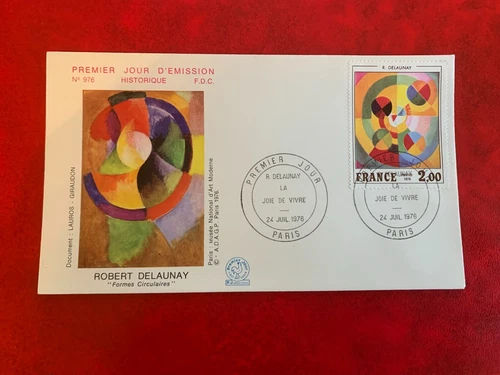 PREMIER JOUR D'EMISSION
N° 976 HISTORIQUE F.D.C.
Document : LAUROS - GIRAUDON
Paris : musée National d'Art Moderne
© A.D.A.G.P. Paris 1976
ROBERT DELAUNAY
"Formes Circulaires"
PREMIER JOUR
R. DELAUNAY
LA
JOIE DE VIVRE
24 JUIL. 1976
PARIS
R. DELAUNAY
FRANCE 2.00
1976
LA
JOIE DE VIVRE
24 JUIL. 1976
PARIS